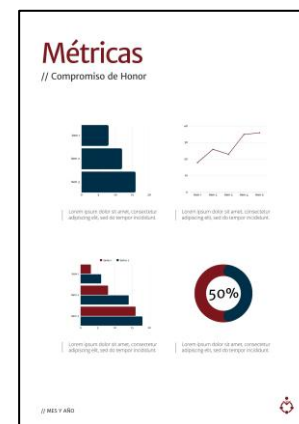 Métricas
// Compromiso de Honor
Lorem ipsum dolor sit amet, consectetur
adipiscing elit, sed do tempor incididunt.
Lorem ipsum dolor sit amet, consectetur
adipiscing elit, sed do tempor incididunt.
50%
Lorem ipsum dolor sit amet, consectetur
adipiscing elit, sed do tempor incididunt.
Lorem ipsum dolor sit amet, consectetur
adipiscing elit, sed do tempor incididunt.
// MES Y AÑO